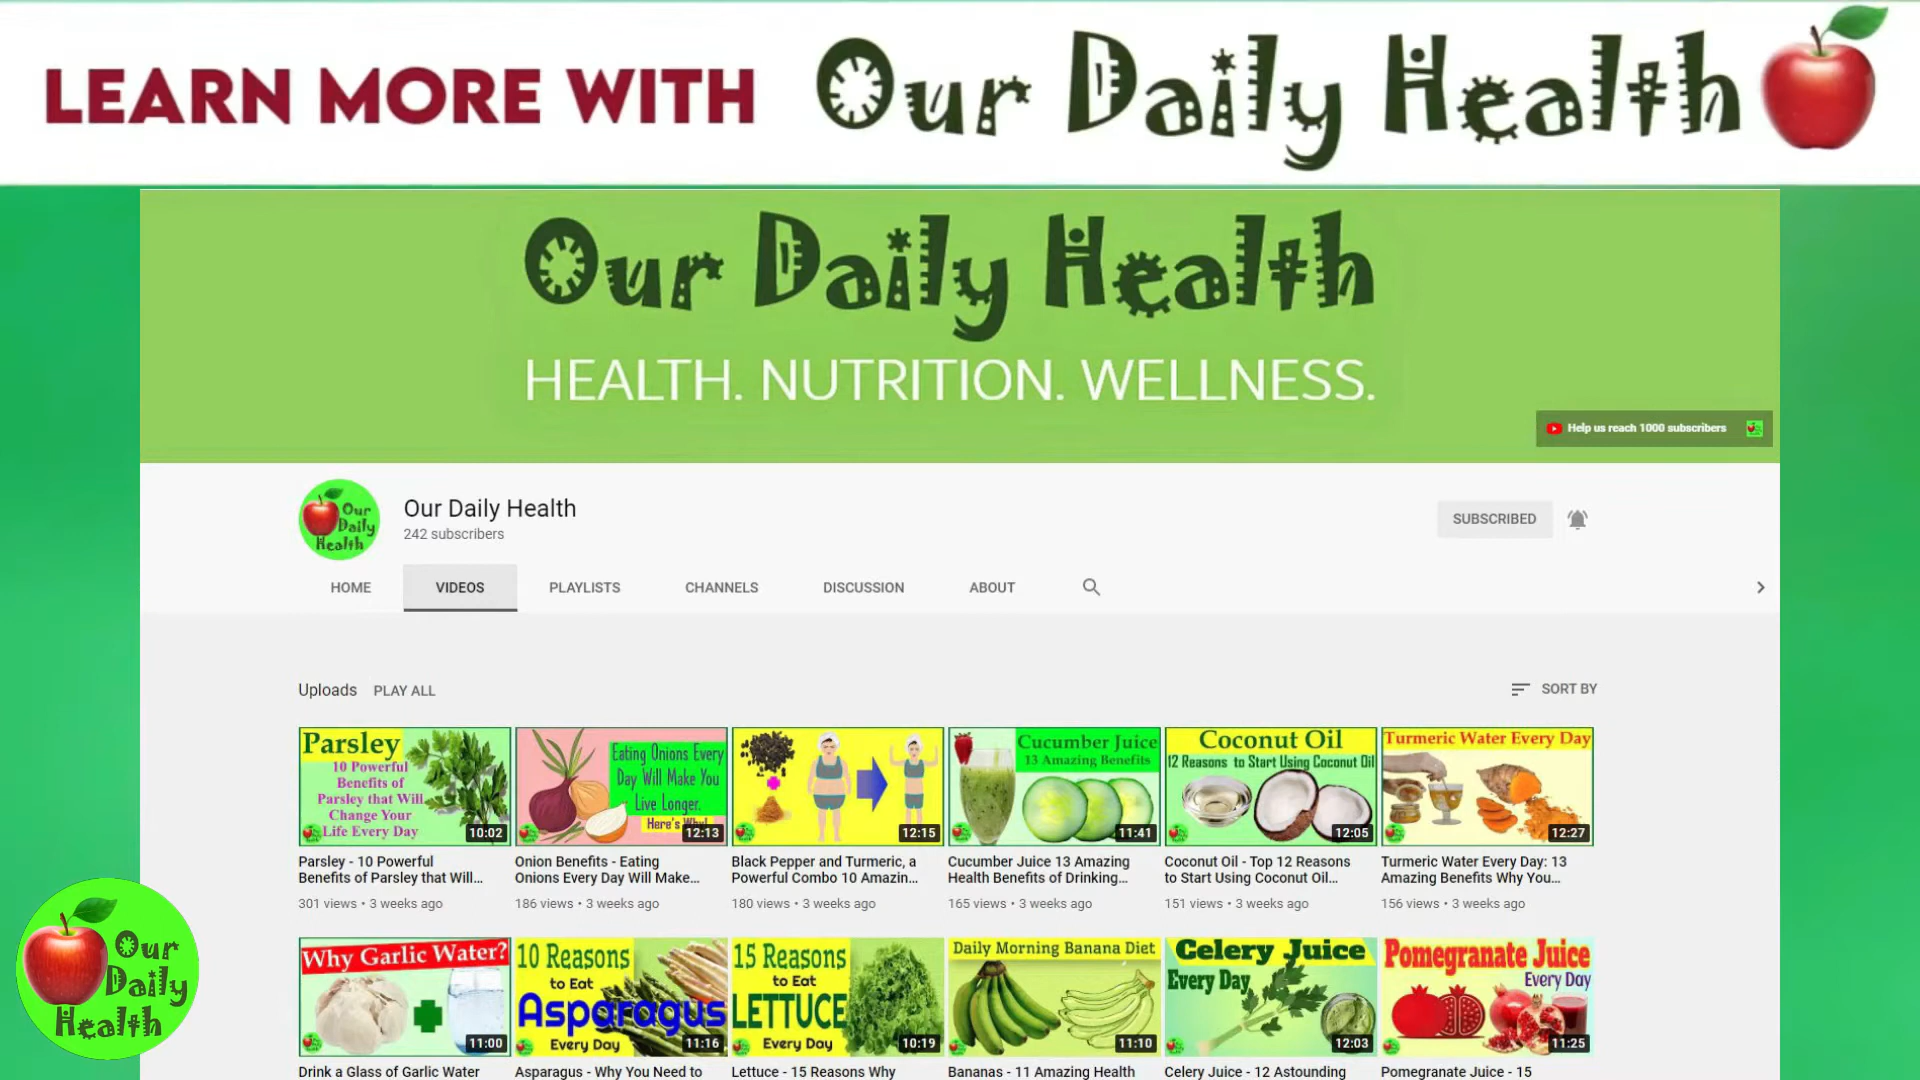 LEARN MORE WITH Our Daily Health
Our Daily Health
HEALTH. NUTRITION. WELLNESS.
Help us reach 1000 subscribers
Our Daily Health
Our Daily Health
242 subscribers
SUBSCRIBED
HOME VIDEOS PLAYLISTS CHANNELS DISCUSSION ABOUT
Uploads PLAY ALL
SORT BY
Parsley
10 Powerful
Benefits of
Parsley that Will
Change Your
Life Every Day
10:02
Eating Onions Every
Day Will Make You
Live Longer.
Here's Why!
12:13
12:15
Cucumber Juice
13 Amazing Benefits
11:41
Coconut Oil
12 Reasons to Start Using Coconut Oil
12:05
Turmeric Water Every Day
12:27
Parsley - 10 Powerful
Benefits of Parsley that Will...
301 views • 3 weeks ago
Onion Benefits - Eating
Onions Every Day Will Make...
186 views • 3 weeks ago
Black Pepper and Turmeric, a
Powerful Combo 10 Amazin...
180 views • 3 weeks ago
Cucumber Juice 13 Amazing
Health Benefits of Drinking...
165 views • 3 weeks ago
Coconut Oil - Top 12 Reasons
to Start Using Coconut Oil...
151 views • 3 weeks ago
Turmeric Water Every Day: 13
Amazing Benefits Why You...
156 views • 3 weeks ago
Why Garlic Water?
11:00
10 Reasons
to Eat
Asparagus
Every Day
11:16
15 Reasons
to Eat
LETTUCE
Every Day
10:19
Daily Morning Banana Diet
11:10
Celery Juice
Every Day
12:03
Pomegranate Juice
Every Day
11:25
Drink a Glass of Garlic Water
Asparagus - Why You Need to
Lettuce - 15 Reasons Why
Bananas - 11 Amazing Health
Celery Juice - 12 Astounding
Pomegranate Juice - 15
Our
Daily
Health